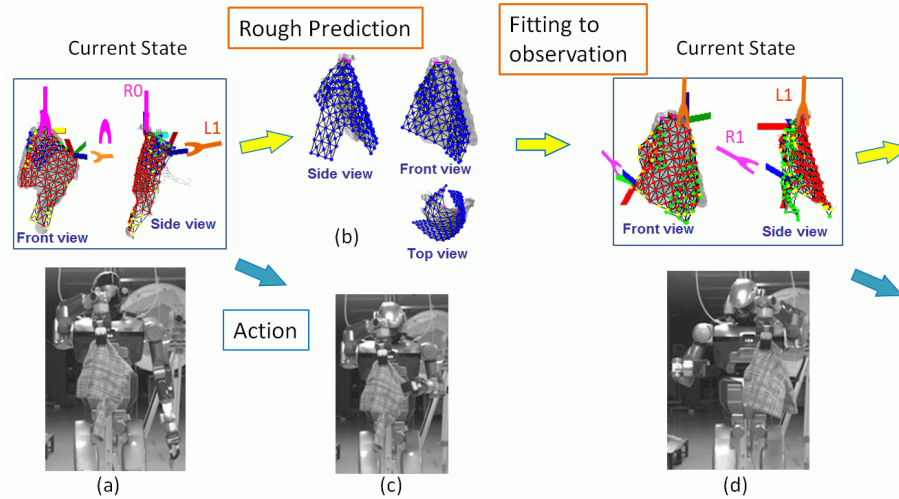 Current State
Rough Prediction
Fitting to
observation
Current State
R0
L1
Front view
Side view
Side view
Front view
(b)
Top view
L1
R1
Front view
Side view
Action
(a)
(c)
(d)